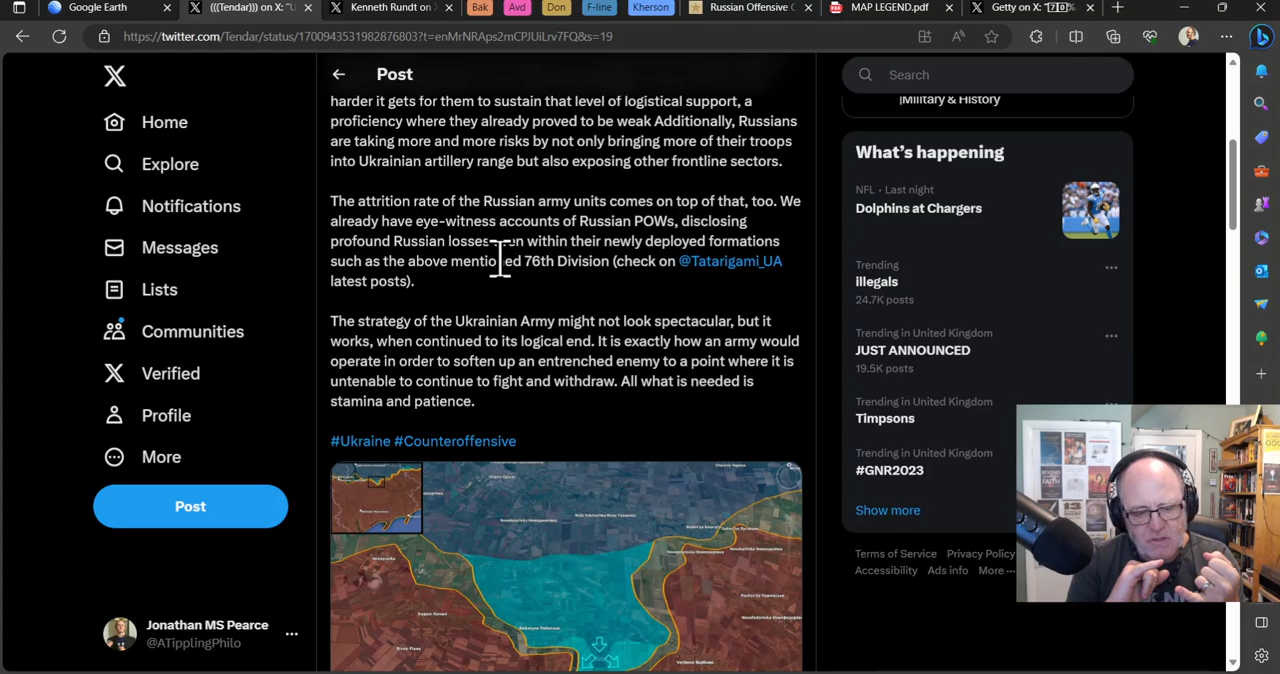 Google Earth
(((Tendar))) on X: "U
Kenneth Rundt on X
Bak
Avd
Don
F-line
Kherson
Russian Offensive C
MAP LEGEND.pdf
Getty on X: "
https://twitter.com/Tendar/status/1700943531982876803?t=enMrNRAps2mCPJUiLrv7FQ&s=19
Post
Search
|Military & History
Home
Explore
Notifications
Messages
Lists
Communities
Verified
Profile
More
Post
Jonathan MS Pearce
@ATipplingPhilo
harder it gets for them to sustain that level of logistical support, a
proficiency where they already proved to be weak Additionally, Russians
are taking more and more risks by not only bringing more of their troops
into Ukrainian artillery range but also exposing other frontline sectors.
The attrition rate of the Russian army units comes on top of that, too. We
already have eye-witness accounts of Russian POWs, disclosing
profound Russian losses en within their newly deployed formations
such as the above mentioned 76th Division (check on @Tatarigami_UA
latest posts).
The strategy of the Ukrainian Army might not look spectacular, but it
works, when continued to its logical end. It is exactly how an army would
operate in order to soften up an entrenched enemy to a point where it is
untenable to continue to fight and withdraw. All what is needed is
stamina and patience.
#Ukraine #Counteroffensive
What's happening
NFL · Last night
Dolphins at Chargers
Trending
illegals
24.7K posts
Trending in United Kingdom
JUST ANNOUNCED
19.5K posts
Trending in United Kingdom
Timpsons
Trending in United Kingdom
#GNR2023
Show more
Terms of Service Privacy Policy
Accessibility Ads info More